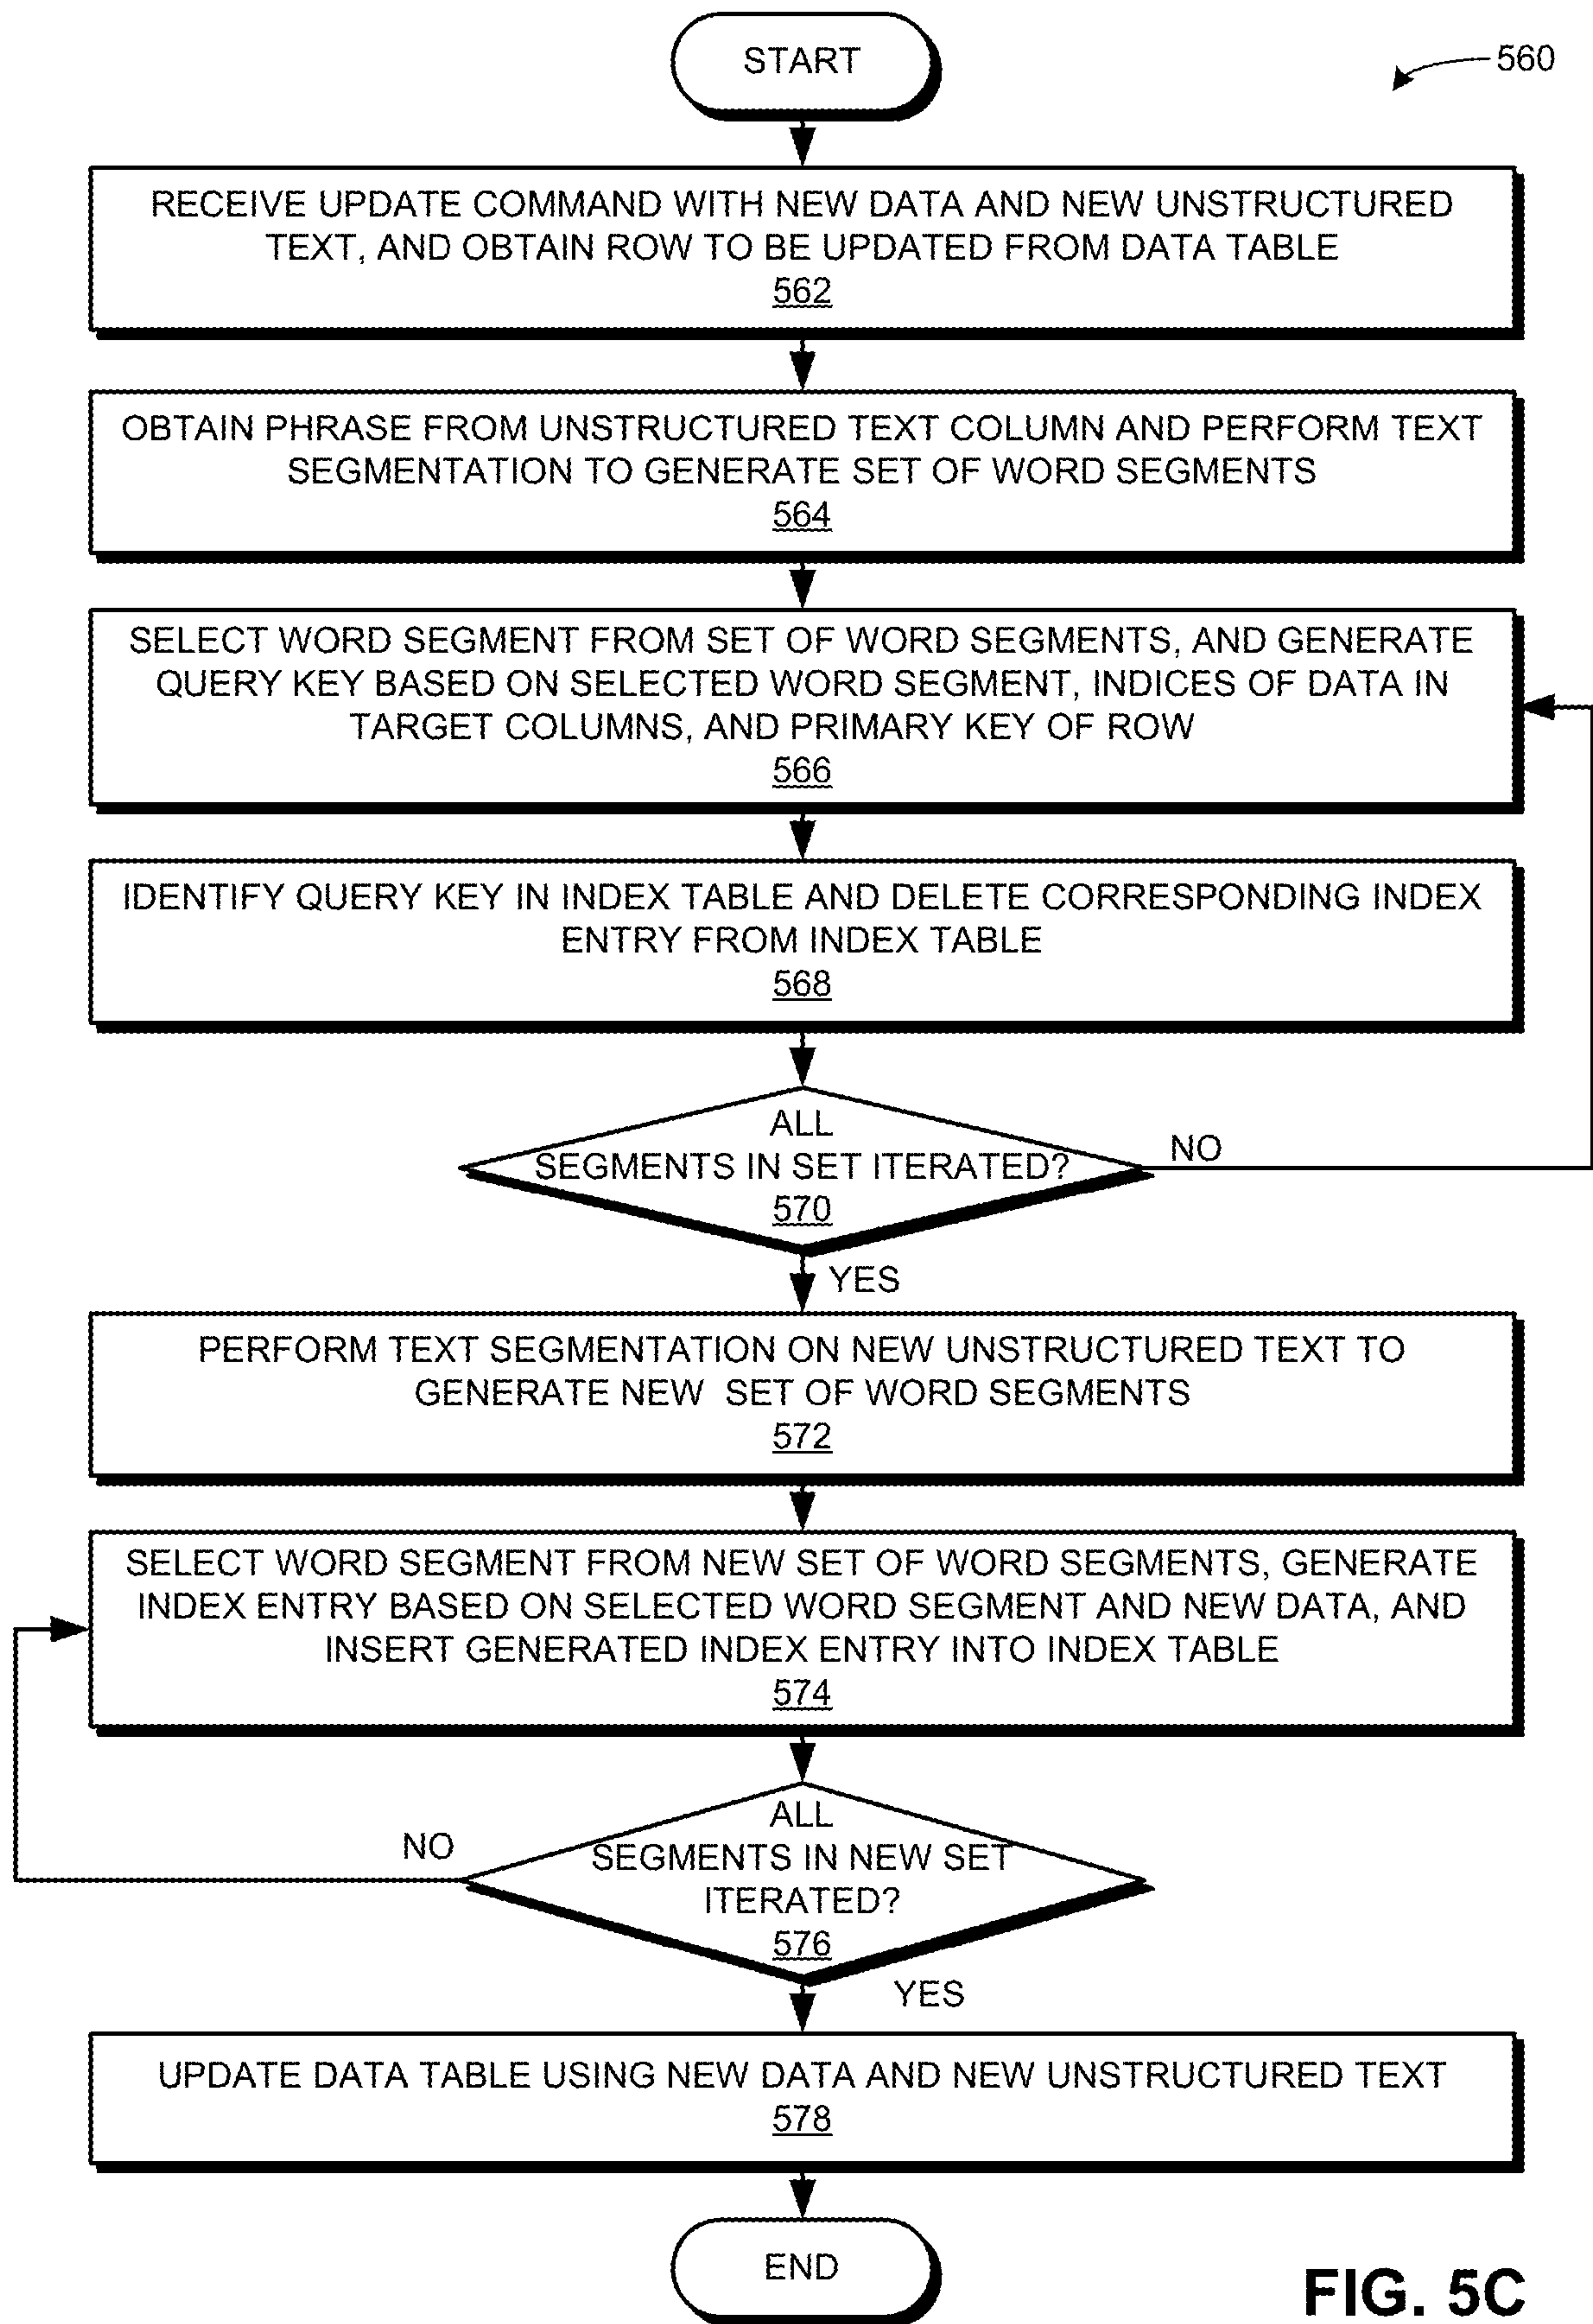 START
560
RECEIVE UPDATE COMMAND WITH NEW DATA AND NEW UNSTRUCTURED
TEXT, AND OBTAIN ROW TO BE UPDATED FROM DATA TABLE
562
OBTAIN PHRASE FROM UNSTRUCTURED TEXT COLUMN AND PERFORM TEXT
SEGMENTATION TO GENERATE SET OF WORD SEGMENTS
564
SELECT WORD SEGMENT FROM SET OF WORD SEGMENTS, AND GENERATE
QUERY KEY BASED ON SELECTED WORD SEGMENT, INDICES OF DATA IN
TARGET COLUMNS, AND PRIMARY KEY OF ROW
566
IDENTIFY QUERY KEY IN INDEX TABLE AND DELETE CORRESPONDING INDEX
ENTRY FROM INDEX TABLE
568
ALL
SEGMENTS IN SET ITERATED?
570
NO
YES
PERFORM TEXT SEGMENTATION ON NEW UNSTRUCTURED TEXT TO
GENERATE NEW SET OF WORD SEGMENTS
572
SELECT WORD SEGMENT FROM NEW SET OF WORD SEGMENTS, GENERATE
INDEX ENTRY BASED ON SELECTED WORD SEGMENT AND NEW DATA, AND
INSERT GENERATED INDEX ENTRY INTO INDEX TABLE
574
ALL
NO
SEGMENTS IN NEW SET
ITERATED?
576
YES
UPDATE DATA TABLE USING NEW DATA AND NEW UNSTRUCTURED TEXT
578
END
FIG. 5C